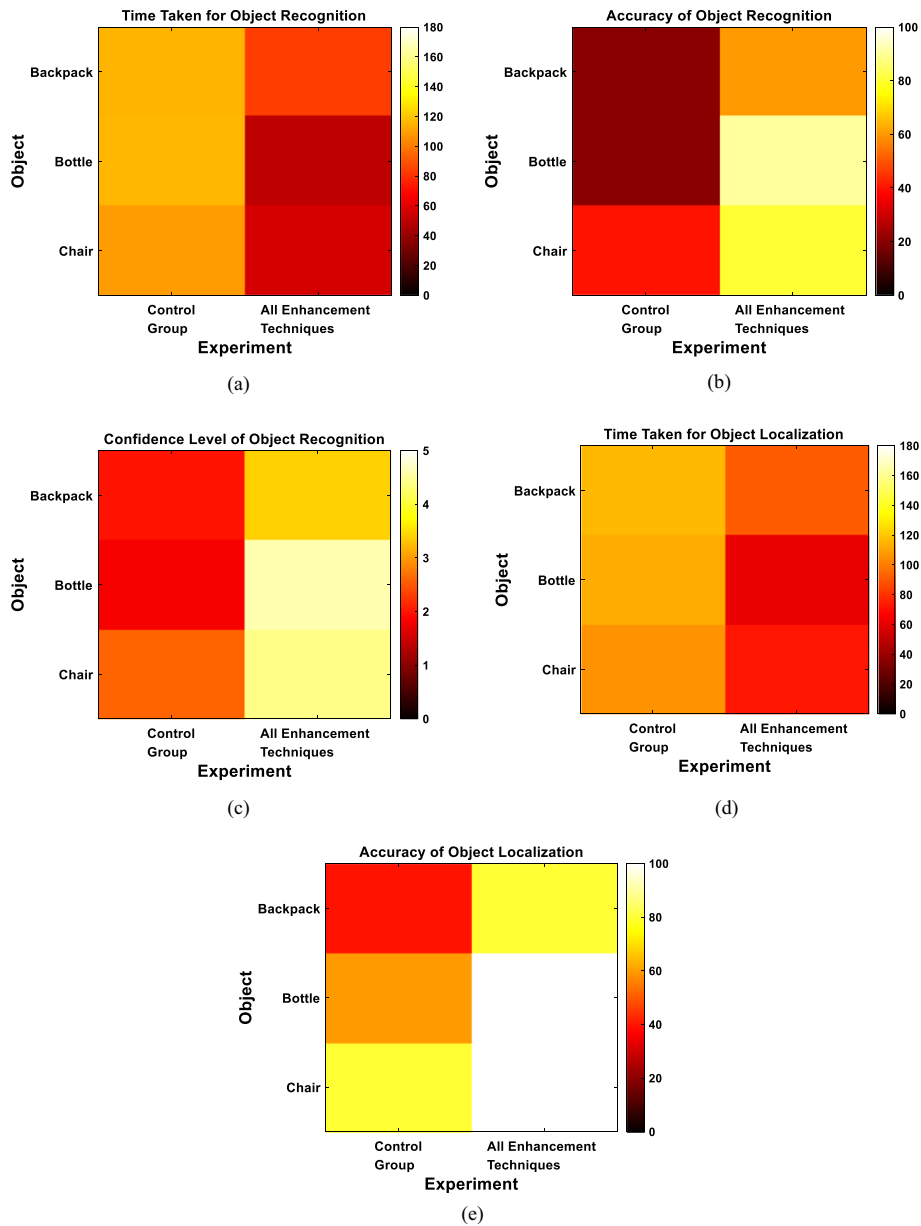 Time Taken for Object Recognition
Object
Backpack
Bottle
Chair
180
160
140
120
100
80
60
40
20
0
Control
Group
All Enhancement
Techniques
Experiment
(a)
Accuracy of Object Recognition
Object
Backpack
Bottle
Chair
100
80
60
40
20
0
Control
Group
All Enhancement
Techniques
Experiment
(b)
Confidence Level of Object Recognition
Object
Backpack
Bottle
Chair
5
4
3
2
1
0
Control
Group
All Enhancement
Techniques
Experiment
(c)
Time Taken for Object Localization
Object
Backpack
Bottle
Chair
180
160
140
120
100
80
60
40
20
0
Control
Group
All Enhancement
Techniques
Experiment
(d)
Accuracy of Object Localization
Object
Backpack
Bottle
Chair
100
80
60
40
20
0
Control
Group
All Enhancement
Techniques
Experiment
(e)